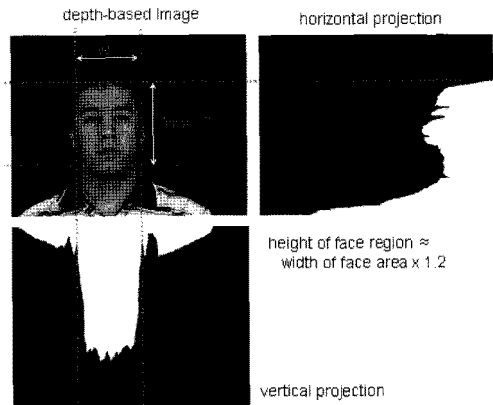 depth-based image
horizontal projection
height of face region ≈
width of face area x 1.2
vertical projection